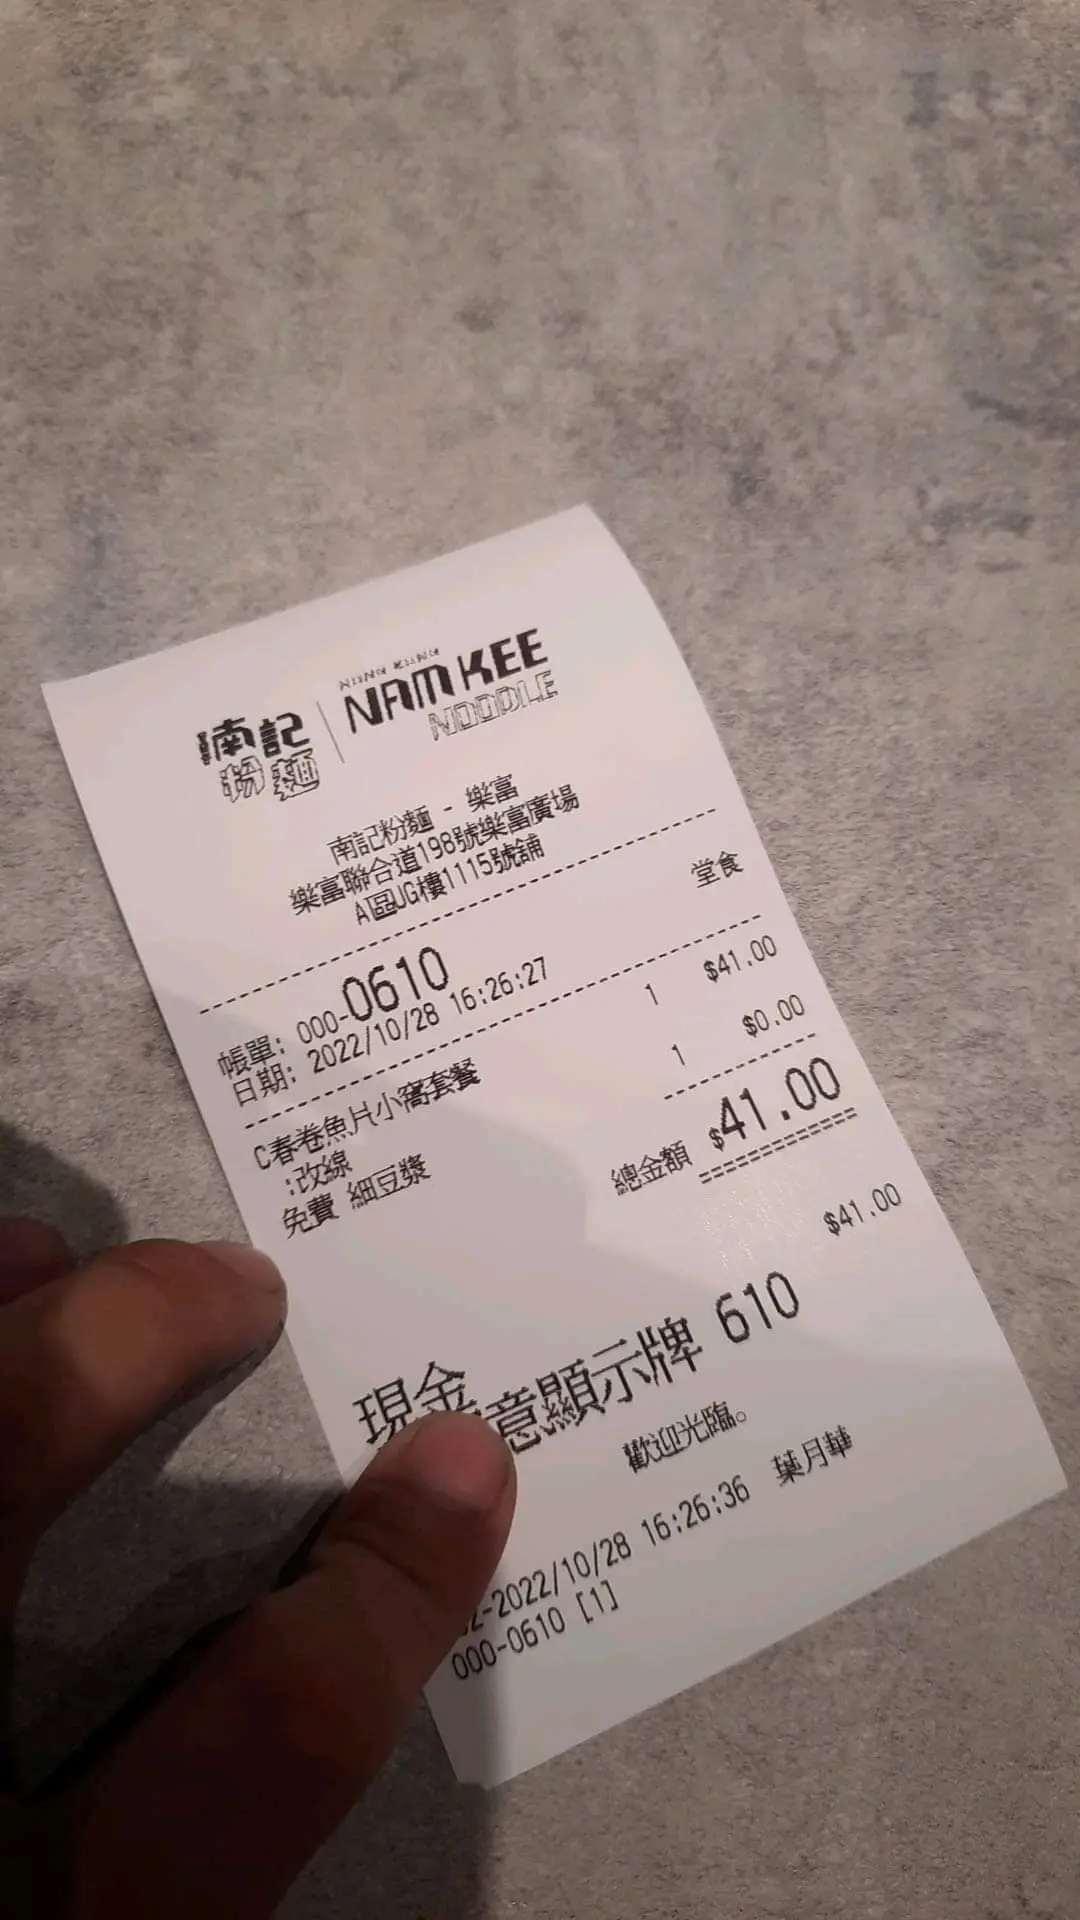 南記
粉麵
HONG KONG
NAM KEE
NOODLE
南記粉麵 - 樂富
樂富聯合道198號樂富廣場
A區UG樓1115號舖
堂食
帳單: 000-0610
日期: 2022/10/28 16:26:27
C春卷魚片小窩套餐 1 $41.00
:改線
免費 細豆漿 1 $0.00
總金額 $41.00
現金 $41.00
意顯示牌 610
歡迎光臨。
2-2022/10/28 16:26:36 葉月華
000-0610 [1]